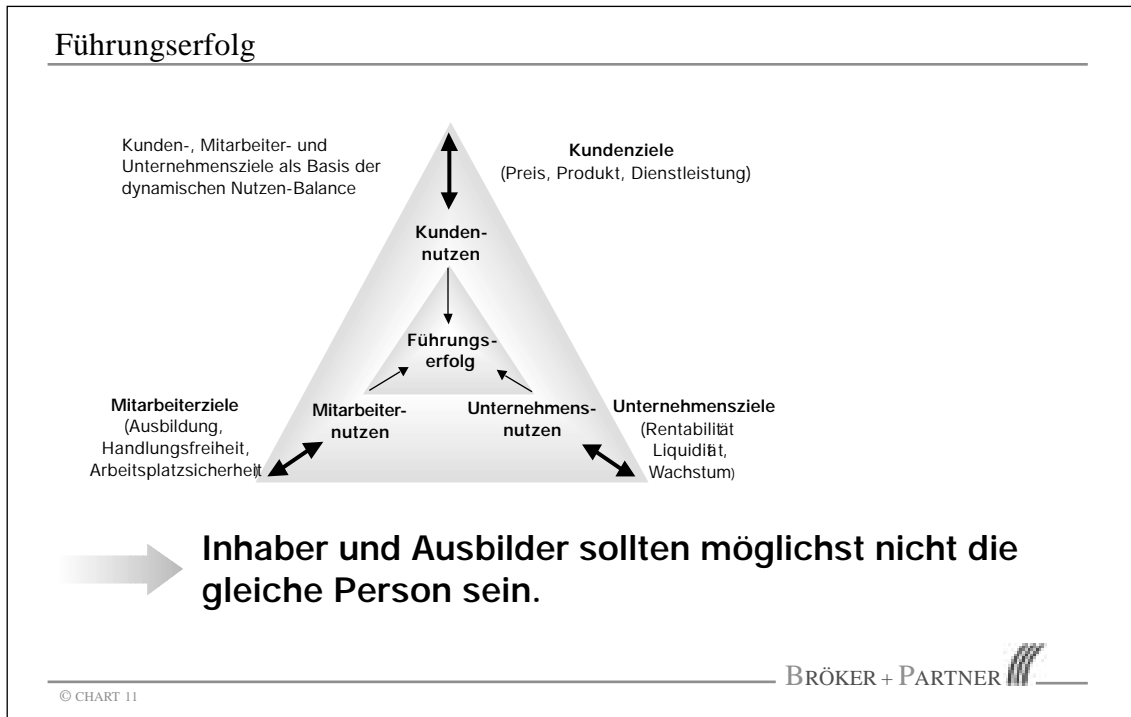 Führungserfolg
Kunden-, Mitarbeiter- und
Unternehmensziele als Basis der
dynamischen Nutzen-Balance
Kundenziele
(Preis, Produkt, Dienstleistung)
Kunden-
nutzen
Führungs-
erfolg
Mitarbeiterziele
(Ausbildung,
Handlungsfreiheit,
Arbeitsplatzsicherheit)
Mitarbeiter-
nutzen
Unternehmens-
nutzen
Unternehmensziele
(Rentabilität
Liquidität,
Wachstum)
Inhaber und Ausbilder sollten möglichst nicht die
gleiche Person sein.
BRÖKER + PARTNER
© CHART 11